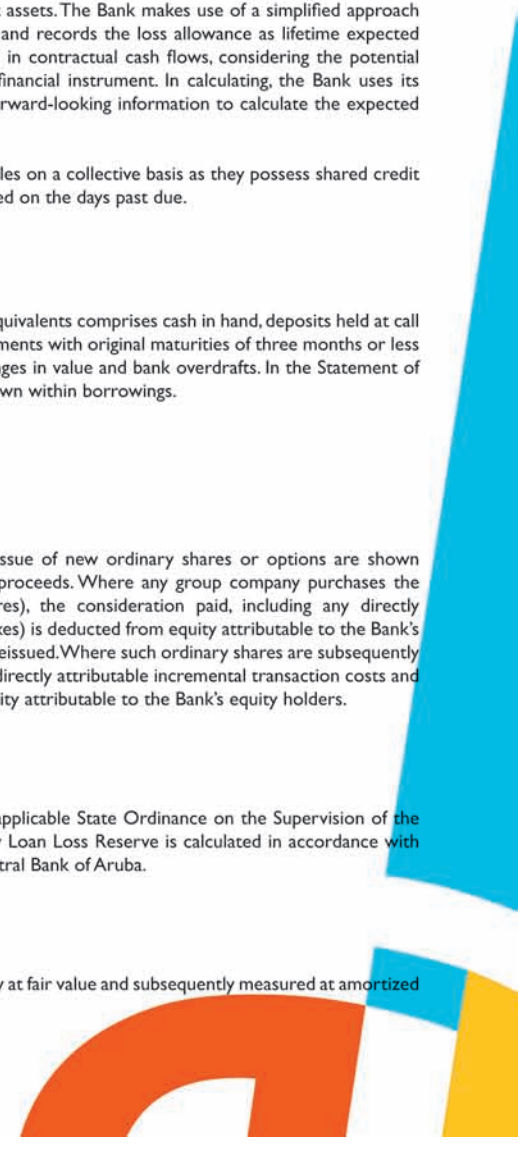 assets. The Bank makes use of a simplified approach
and records the loss allowance as lifetime expected
in contractual cash flows, considering the potential
financial instrument. In calculating, the Bank uses its
rward-looking information to calculate the expected
les on a collective basis as they possess shared credit
ed on the days past due.
quivalents comprises cash in hand, deposits held at call
ments with original maturities of three months or less
ges in value and bank overdrafts. In the Statement of
wn within borrowings.
ssue of new ordinary shares or options are shown
proceeds. Where any group company purchases the
res), the consideration paid, including any directly
xes) is deducted from equity attributable to the Bank's
eissued. Where such ordinary shares are subsequently
directly attributable incremental transaction costs and
ity attributable to the Bank's equity holders.
applicable State Ordinance on the Supervision of the
Loan Loss Reserve is calculated in accordance with
tral Bank of Aruba.
y at fair value and subsequently measured at amortized